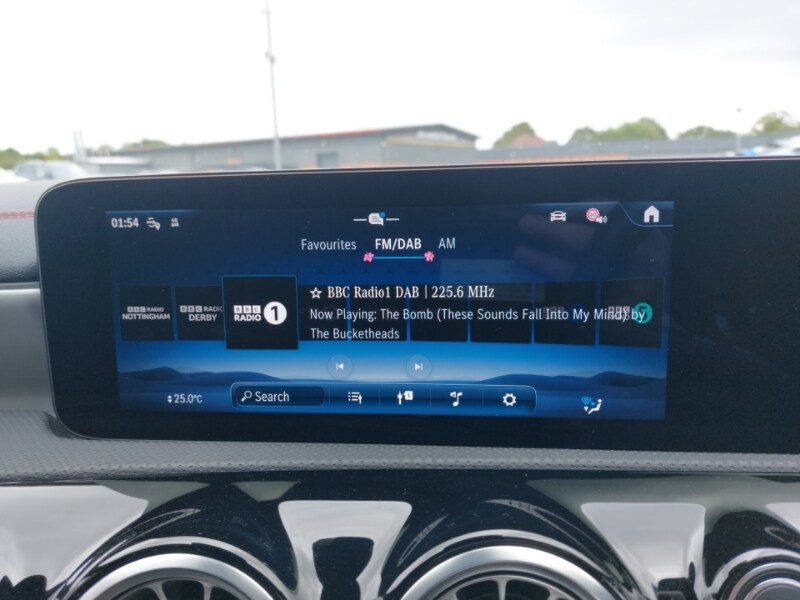 01:54
Favourites FM/DAB AM
BBC RADIO NOTTINGHAM
BBC RADIO DERBY
BBC RADIO 1
☆ BBC Radio1 DAB | 225.6 MHz
Now Playing: The Bomb (These Sounds Fall Into My Mind) by
The Bucketheads
25.0°C
Search